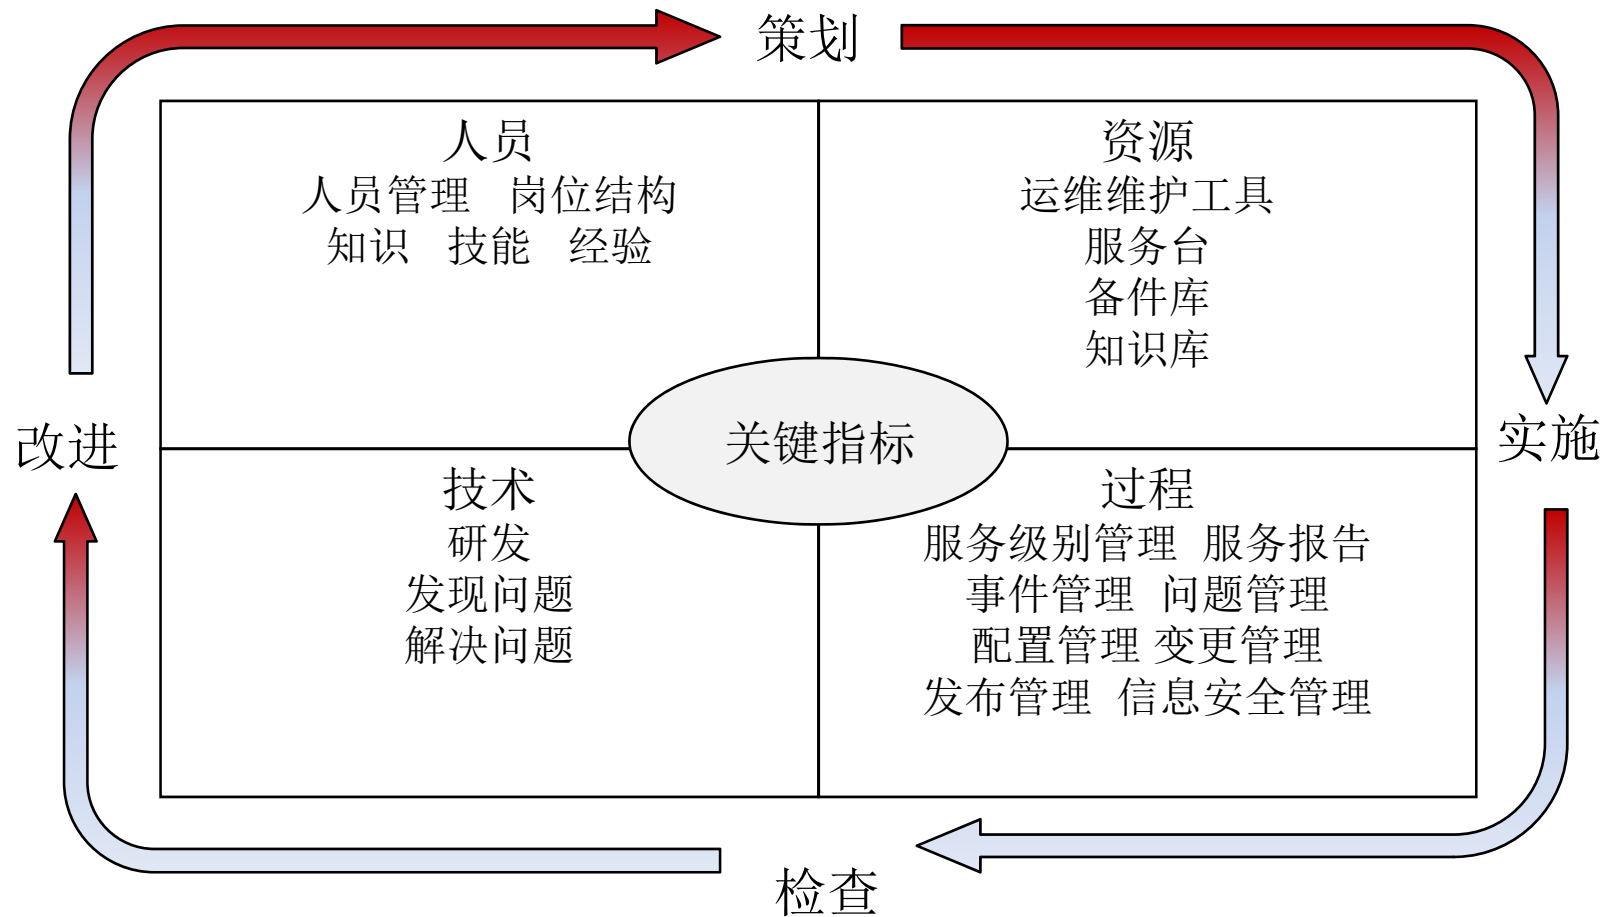 策划
人员
人员管理 岗位结构
知识 技能 经验
资源
运维维护工具
服务台
备件库
知识库
改进
关键指标
实施
技术
研发
发现问题
解决问题
过程
服务级别管理 服务报告
事件管理 问题管理
配置管理 变更管理
发布管理 信息安全管理
检查